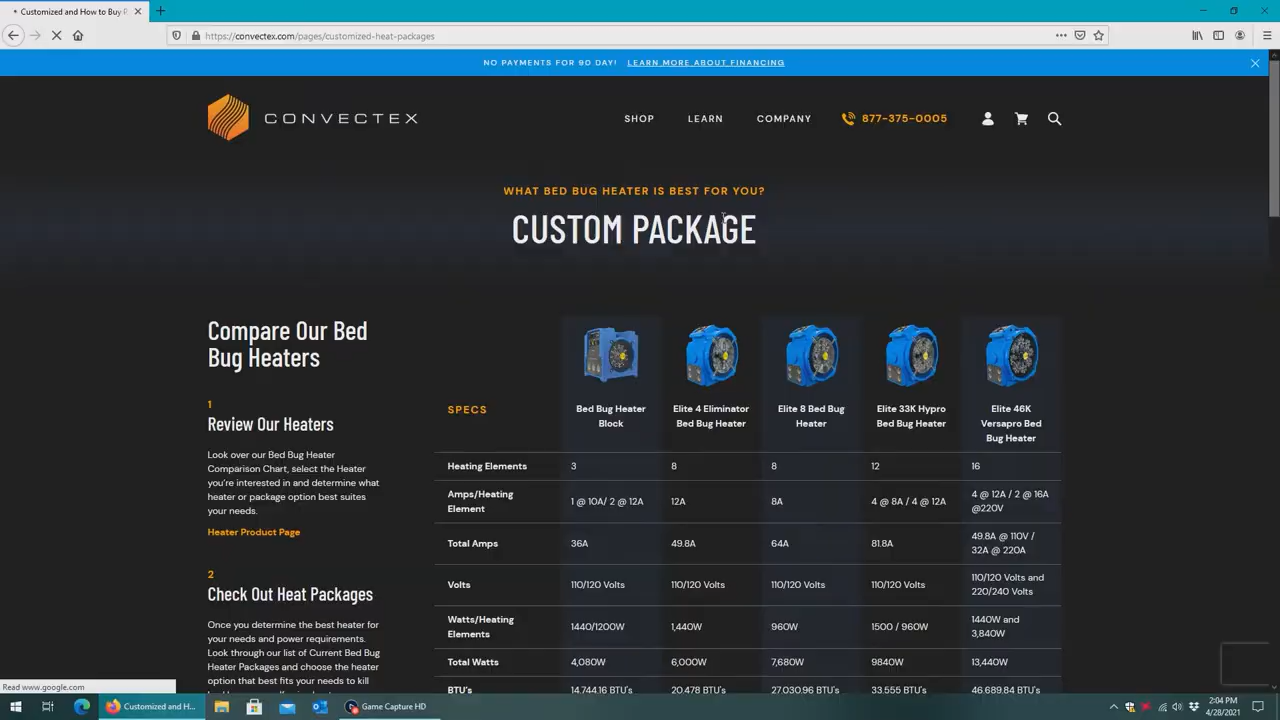 Customized and How to Buy P
https://convectex.com/pages/customized-heat-packages
NO PAYMENTS FOR 90 DAY! LEARN MORE ABOUT FINANCING
CONVECTEX
SHOP LEARN COMPANY 877-375-0005
WHAT BED BUG HEATER IS BEST FOR YOU?
CUSTOM PACKAGE
Compare Our Bed
Bug Heaters
1
Review Our Heaters
Look over our Bed Bug Heater
Comparison Chart, select the Heater
you're interested in and determine what
heater or package option best suites
your needs.
Heater Product Page
2
Check Out Heat Packages
Once you determine the best heater for
your needs and power requirements.
Look through our list of Current Bed Bug
Heater Packages and choose the heater
option that best fits your needs to kill
SPECS
Bed Bug Heater
Block
Elite 4 Eliminator
Bed Bug Heater
Elite 8 Bed Bug
Heater
Elite 33K Hypro
Bed Bug Heater
Elite 46K
Versapro Bed
Bug Heater
Heating Elements 3 8 8 12 16
Amps/Heating
Element
1 @ 10A/ 2 @ 12A 12A 8A 4 @ 8A / 4 @ 12A
4 @ 12A / 2 @ 16A
@220V
Total Amps 36A 49.8A 64A 81.8A
49.8A @ 110V /
32A @ 220A
Volts 110/120 Volts 110/120 Volts 110/120 Volts 110/120 Volts
110/120 Volts and
220/240 Volts
Watts/Heating
Elements
1440/1200W 1,440W 960W 1500 / 960W
1440W and
3,840W
Total Watts 4,080W 6,000W 7,680W 9840W 13,440W
BTU's 14,744.16 BTU's 20,478 BTU's 27,030.96 BTU's 33,555 BTU's 46,689.84 BTU's
Read www.google.com
Customized and H...
Game Capture HD
2:04 PM
4/28/2021